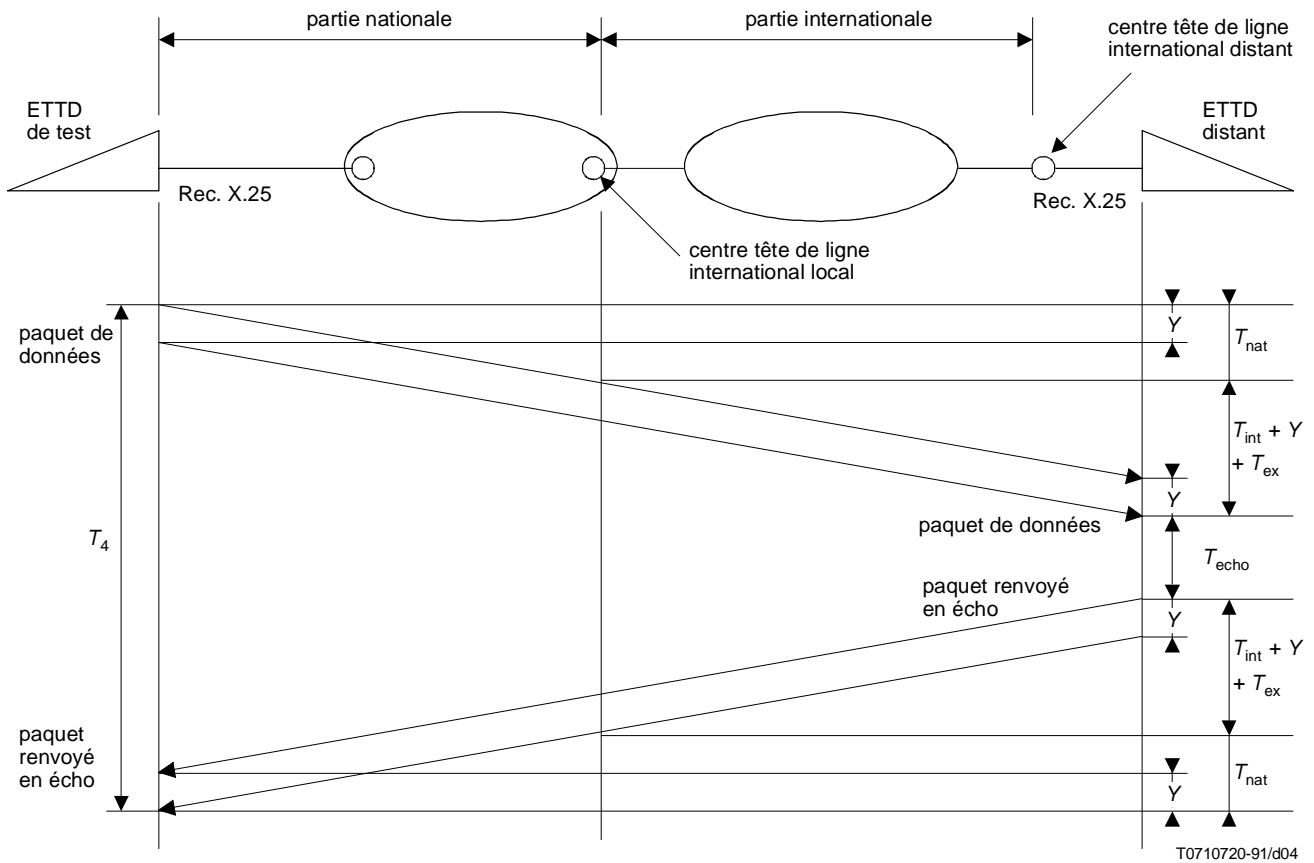 partie nationale
partie internationale
centre tête de ligne
international distant
ETTD
de test
ETTD
distant
Rec. X.25
Rec. X.25
centre tête de ligne
international local
paquet de
données
Y
T_nat
T_int + Y
+ T_ex
Y
T_4
paquet de données
T_echo
paquet renvoyé
en écho
Y
T_int + Y
+ T_ex
paquet
renvoyé
en écho
T_nat
Y
T0710720-91/d04